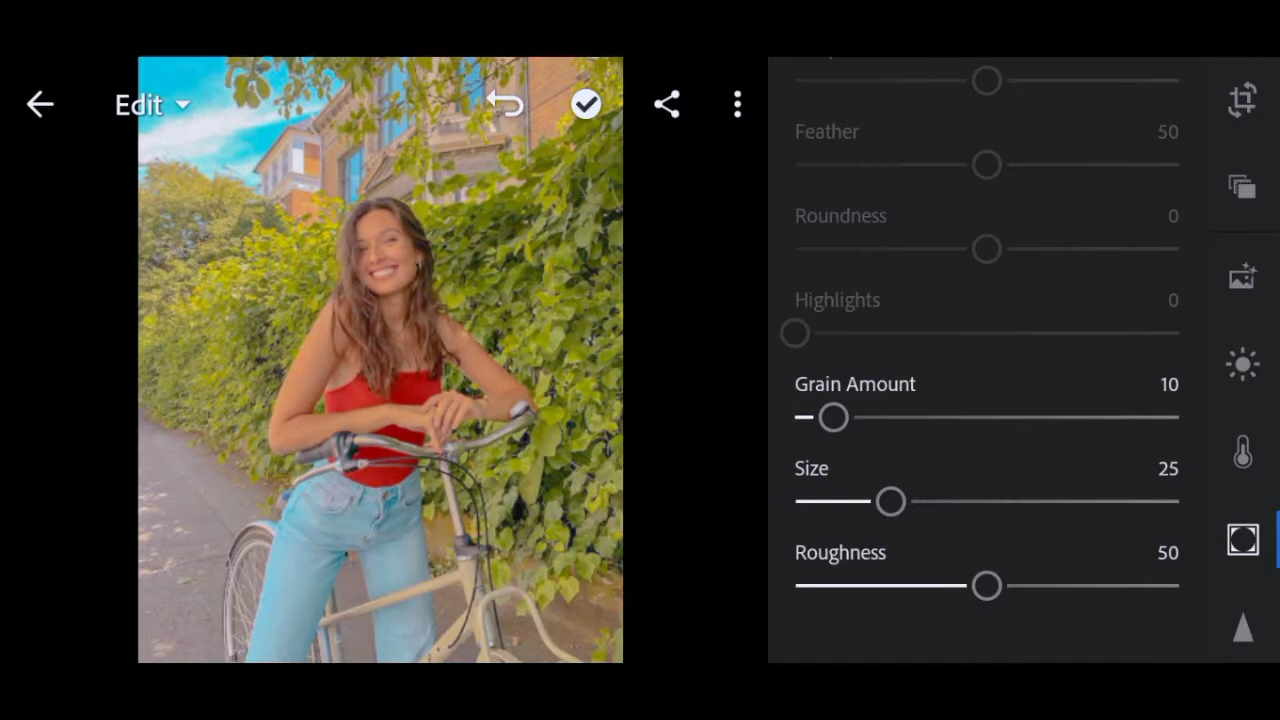 Edit
Feather 50
Roundness 0
Highlights 0
Grain Amount 10
Size 25
Roughness 50